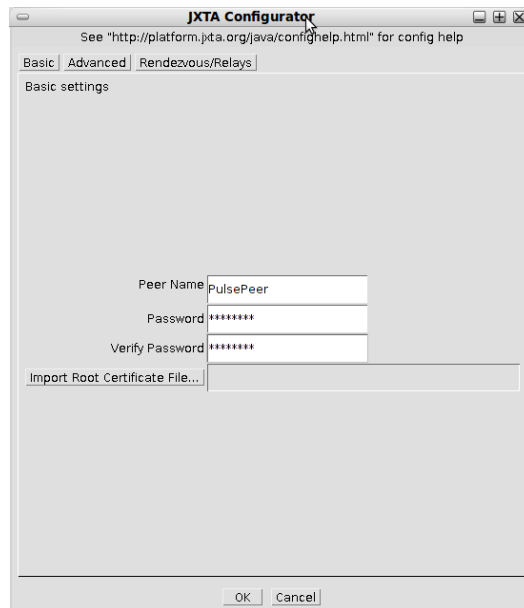 JXTA Configurator
See "http://platform.jxta.org/java/confighelp.html" for config help
Basic Advanced Rendezvous/Relays
Basic settings
Peer Name PulsePeer
Password ********
Verify Password ********
Import Root Certificate File...
OK Cancel